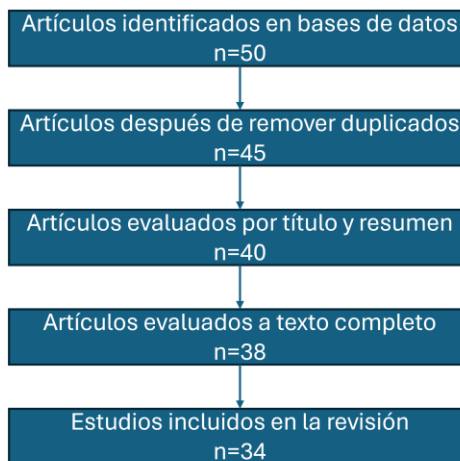 Artículos identificados en bases de datos
n=50
Artículos después de remover duplicados
n=45
Artículos evaluados por título y resumen
n=40
Artículos evaluados a texto completo
n=38
Estudios incluidos en la revisión
n=34